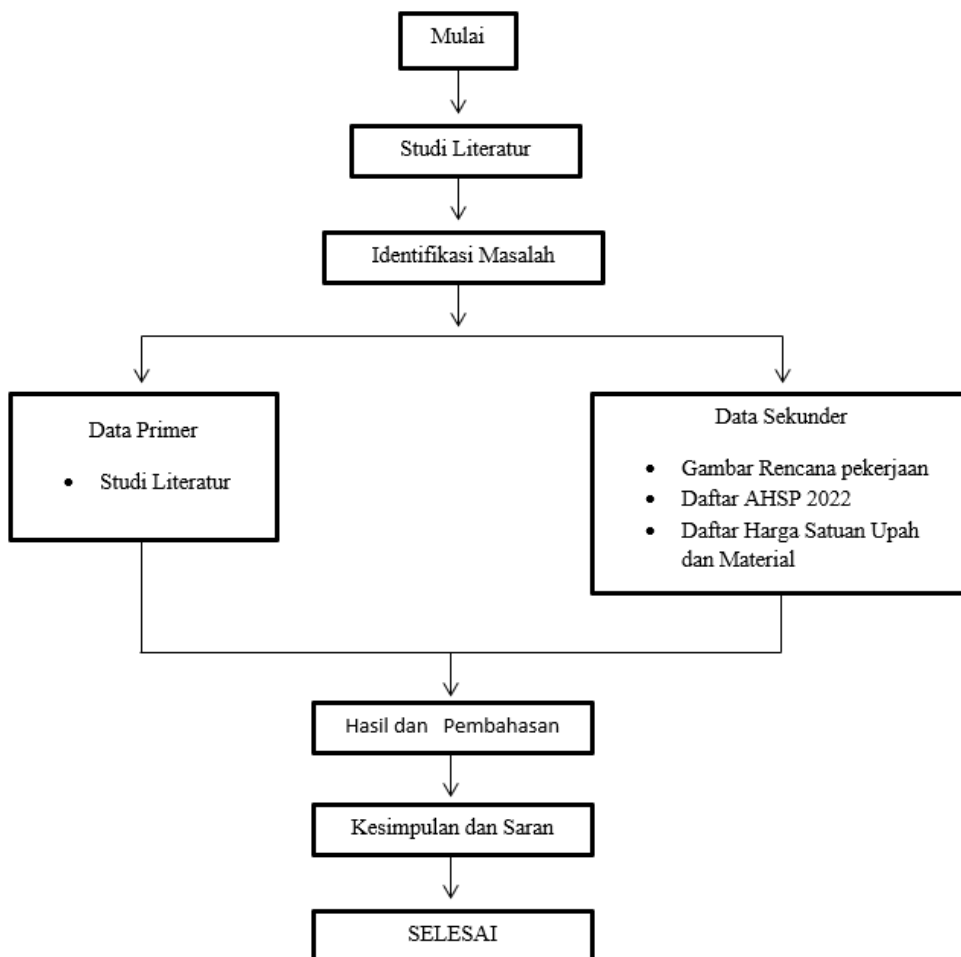 Mulai
Studi Literatur
Identifikasi Masalah
Data Primer
• Studi Literatur
Data Sekunder
• Gambar Rencana pekerjaan
• Daftar AHSP 2022
• Daftar Harga Satuan Upah
dan Material
Hasil dan Pembahasan
Kesimpulan dan Saran
SELESAI